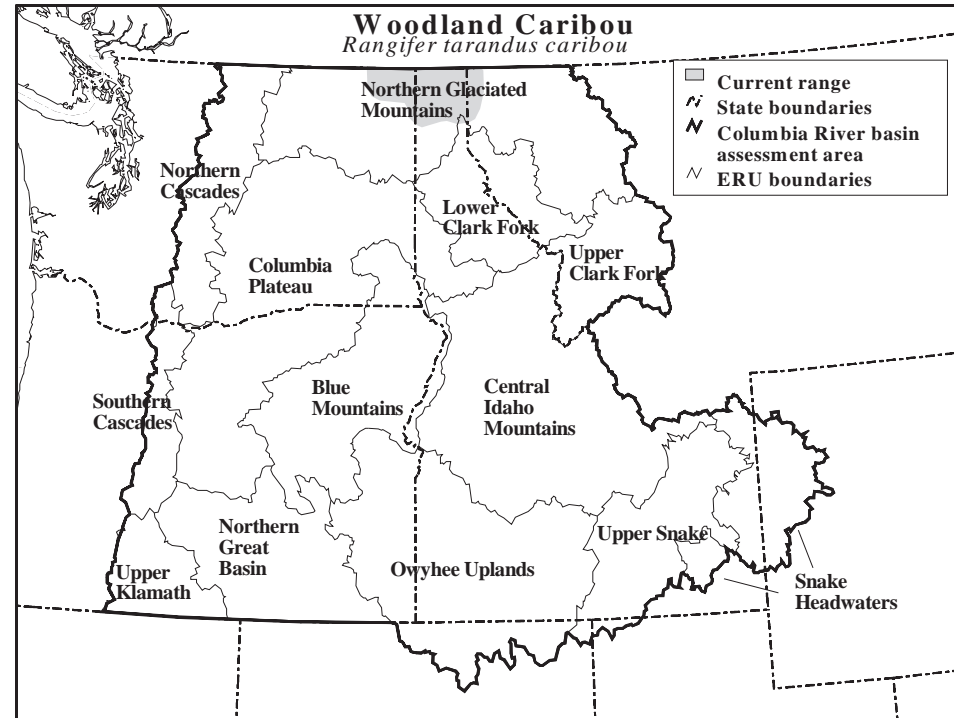 Woodland Caribou
Rangifer tarandus caribou
Current range
State boundaries
Columbia River basin
assessment area
ERU boundaries
Northern Glaciated
Mountains
Northern
Cascades
Lower
Clark Fork
Upper
Clark Fork
Columbia
Plateau
Blue
Mountains
Central
Idaho
Mountains
Southern
Cascades
Northern
Great
Basin
Upper Snake
Upper
Klamath
Owyhee Uplands
Snake
Headwaters